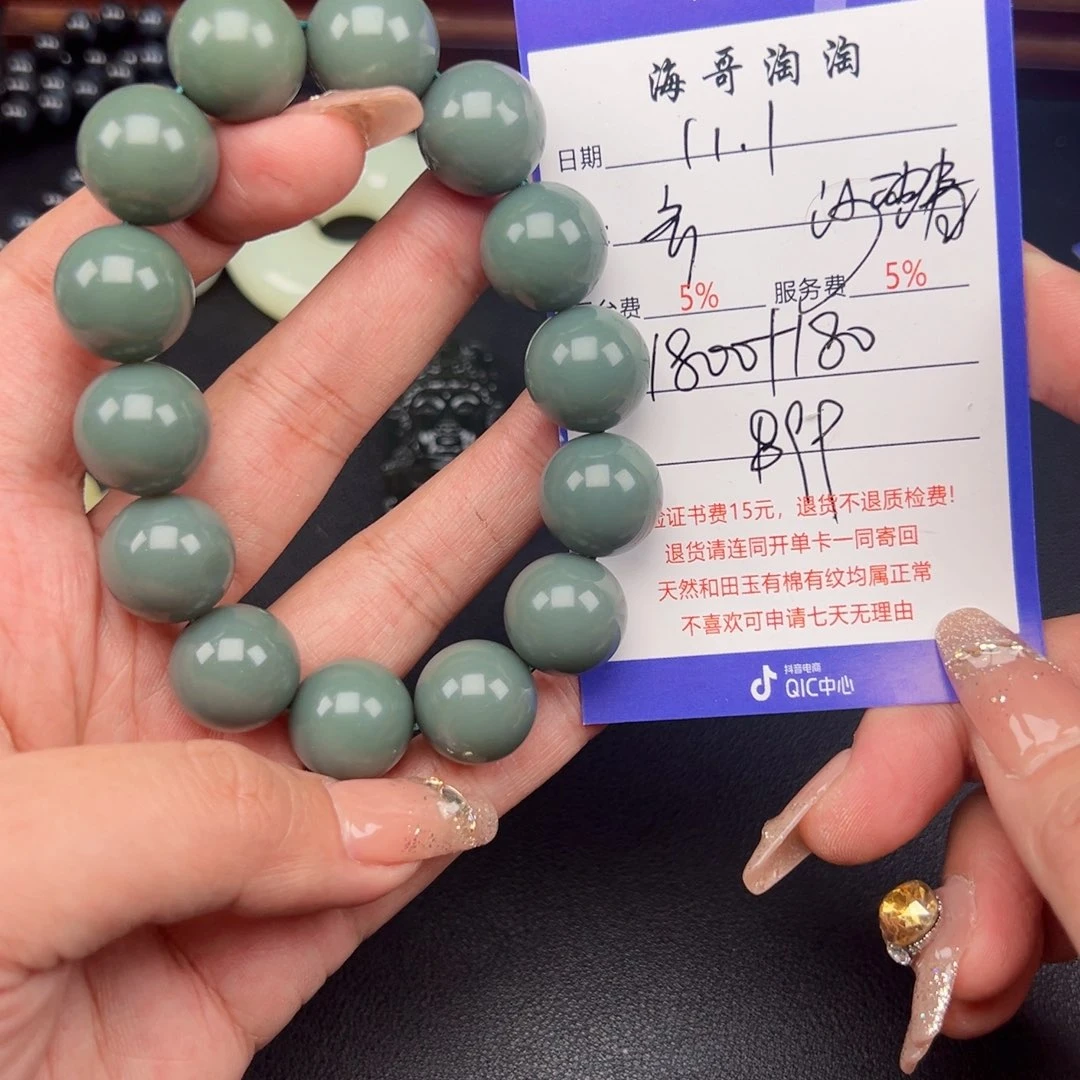 海哥淘淘
日期 11.1
台费 5% 服务费 5%
1800+180
验证书费15元，退货不退质检费！
退货请连同开单卡一同寄回
天然和田玉有棉有纹均属正常
不喜欢可申请七天无理由
抖音电商
QIC中心